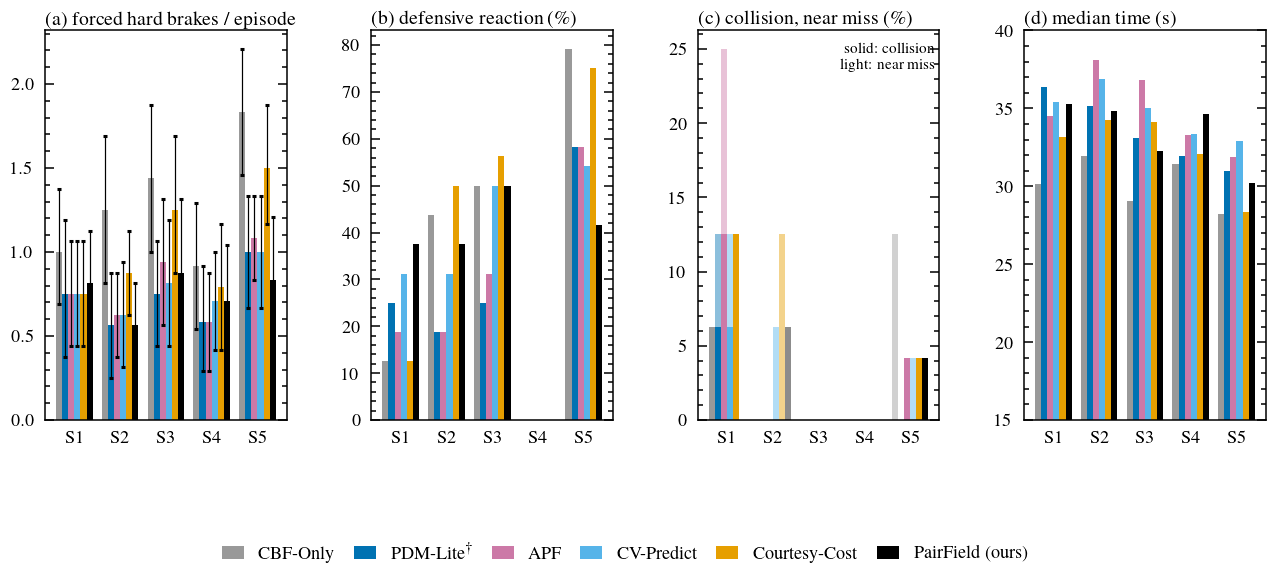 (a) forced hard brakes / episode
(b) defensive reaction (%)
(c) collision, near miss (%)
(d) median time (s)
2.0
1.5
1.0
0.5
0.0
S1 S2 S3 S4 S5
80
70
60
50
40
30
20
10
0
S1 S2 S3 S4 S5
solid: collision
light: near miss
25
20
15
10
5
0
S1 S2 S3 S4 S5
40
35
30
25
20
15
S1 S2 S3 S4 S5
CBF-Only PDM-Lite† APF CV-Predict Courtesy-Cost PairField (ours)